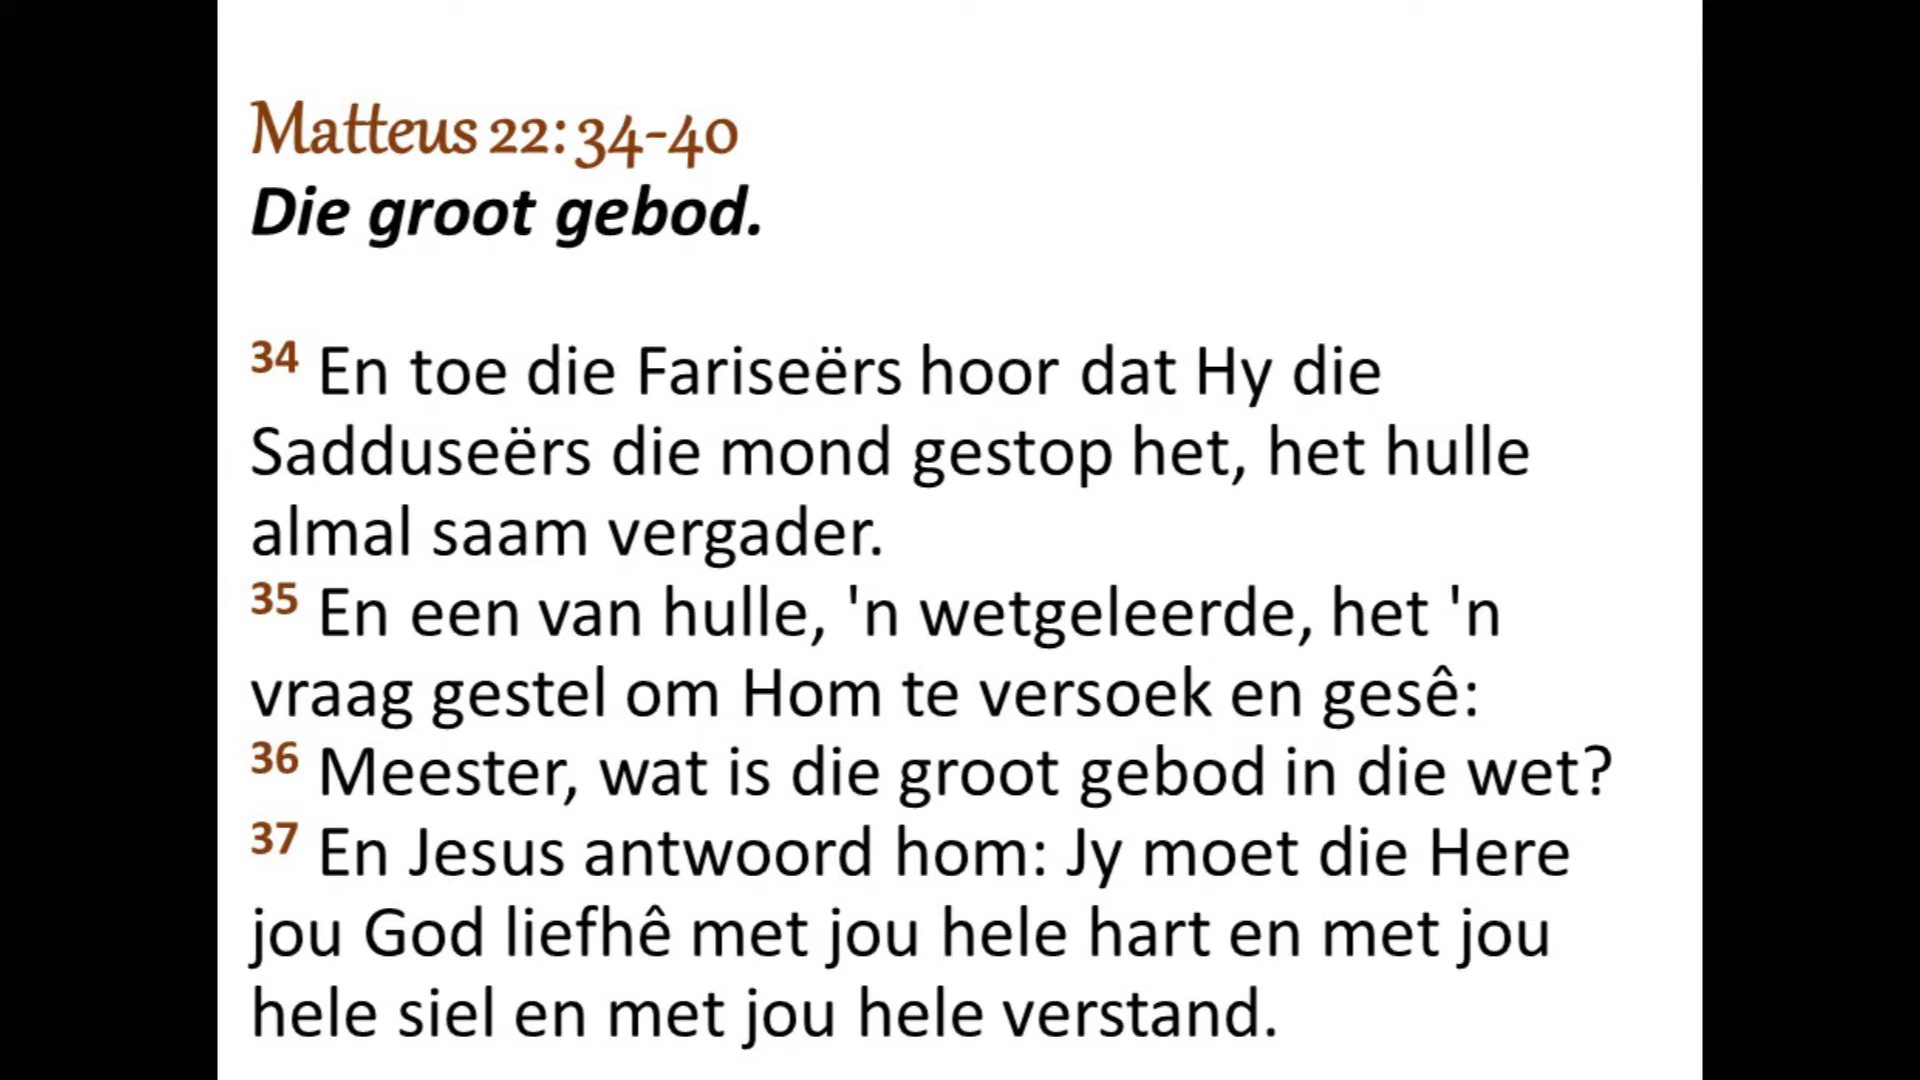 Matteus 22:34-40
Die groot gebod.
34 En toe die Fariseërs hoor dat Hy die
Sadduseërs die mond gestop het, het hulle
almal saam vergader.
35 En een van hulle, 'n wetgeleerde, het 'n
vraag gestel om Hom te versoek en gesê:
36 Meester, wat is die groot gebod in die wet?
37 En Jesus antwoord hom: Jy moet die Here
jou God liefhê met jou hele hart en met jou
hele siel en met jou hele verstand.